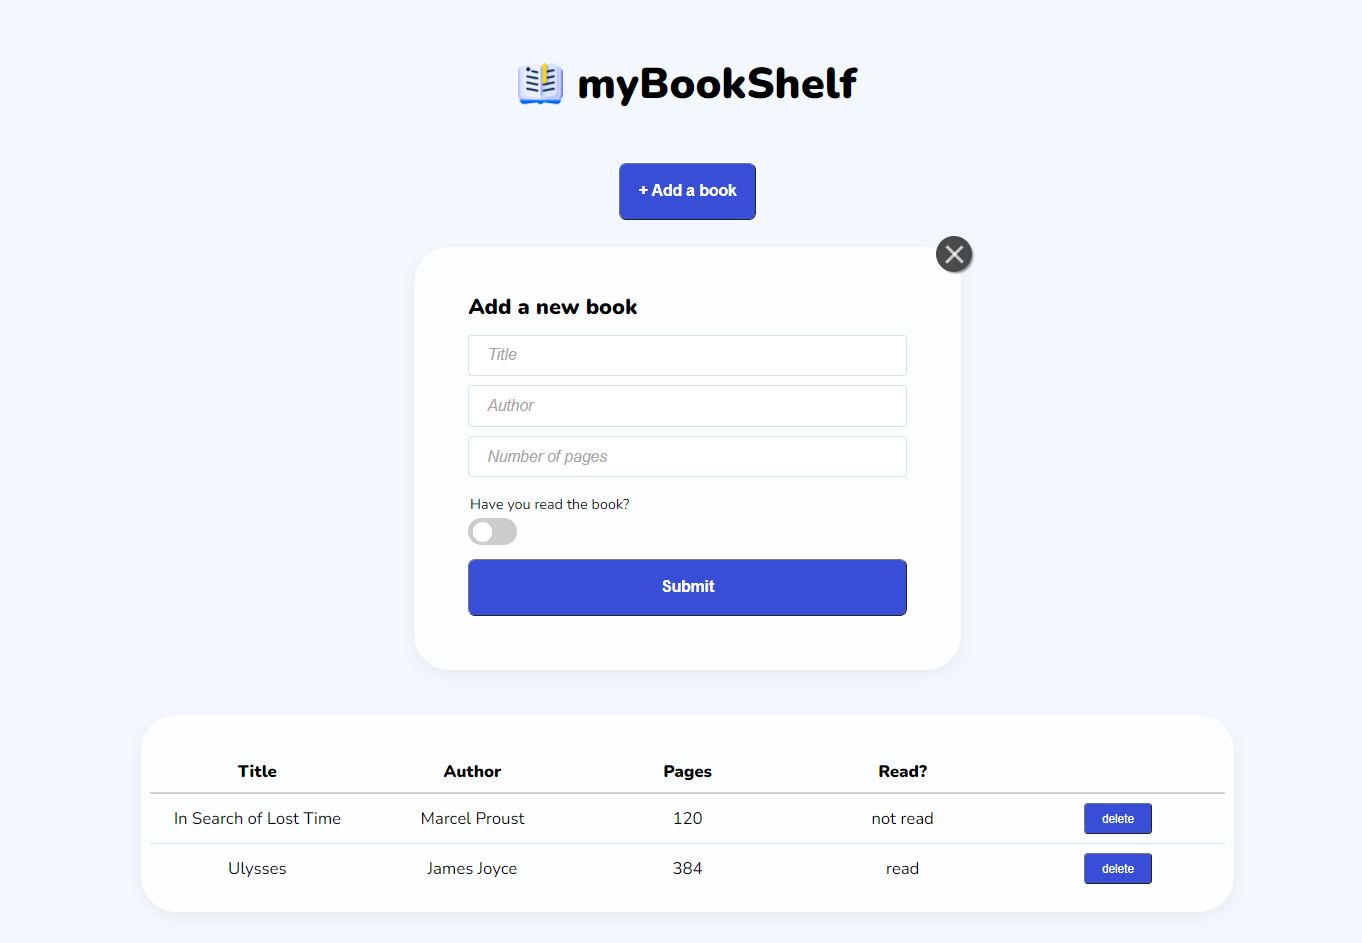 myBookShelf
+ Add a book
Add a new book
Title
Author
Number of pages
Have you read the book?
Submit
Title Author Pages Read?
In Search of Lost Time Marcel Proust 120 not read delete
Ulysses James Joyce 384 read delete